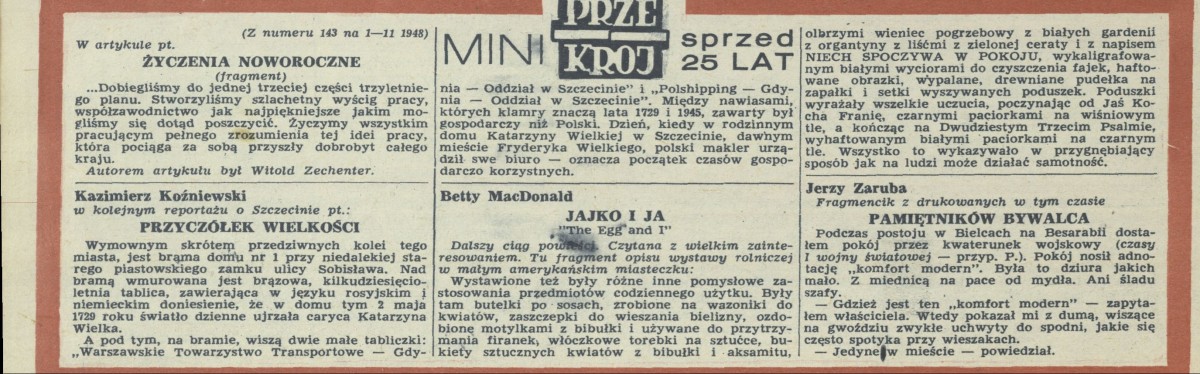 (Z numeru 143 na 1—11 1948)
W artykule pt.
ŻYCZENIA NOWOROCZNE
(fragment)
...Dobiegliśmy do jednej trzeciej części trzyletnie-
go planu. Stworzyliśmy szlachetny wyścig pracy,
współzawodnictwo jak najpiękniejsze jakim mo-
gliśmy się dotąd poszczycić. Życzymy wszystkim
pracującym pełnego zrozumienia tej idei pracy,
która pociąga za sobą przyszły dobrobyt całego
kraju.
Autorem artykułu był Witold Zechenter.
Kazimierz Koźniewski
w kolejnym reportażu o Szczecinie pt.:
PRZYCZÓŁEK WIELKOŚCI
Wymownym skrótem przedziwnych kolei tego
miasta, jest brama domu nr 1 przy niedalekiej sta-
rego piastowskiego zamku ulicy Sobisława. Nad
bramą wmurowana jest brązowa, kilkudziesięcio-
letnia tablica, zawierająca w języku rosyjskim i
niemieckim doniesienie, że w domu tym 2 maja
1729 roku światło dzienne ujrzała caryca Katarzyna
Wielka.
A pod tym, na bramie, wiszą dwie małe tabliczki:
„Warszawskie Towarzystwo Transportowe — Gdy-
MINI PRZE
KRÓJ sprzed
25 LAT
nia — Oddział w Szczecinie" i „Polshipping — Gdy-
nia — Oddział w Szczecinie". Między nawiasami,
których klamry znaczą lata 1729 i 1945, zawarty był
gospodarczy niż Polski. Dzień, kiedy w rodzinnym
domu Katarzyny Wielkiej w Szczecinie, dawnym
mieście Fryderyka Wielkiego, polski makler urzą-
dził swe biuro — oznacza początek czasów gospo-
darczo korzystnych.
Betty MacDonald
JAJKO I JA
"The Egg and I"
Dalszy ciąg powieści. Czytana z wielkim zainte-
resowaniem. Tu fragment opisu wystawy rolniczej
w małym amerykańskim miasteczku:
Wystawione też były różne inne pomysłowe za-
stosowania przedmiotów codziennego użytku. Były
tam butelki po sosach, zrobione na wazoniki do
kwiatów, zaszczepki do wieszania bielizny, ozdo-
bione motylkami z bibułki i używane do przytrzy-
mania firanek, włóczkowe torebki na sztućce, bu-
kiety sztucznych kwiatów z bibułki i aksamitu,
olbrzymi wieniec pogrzebowy z białych gardenii
z organtyny z liśćmi z zielonej ceraty i z napisem
NIECH SPOCZYWA W POKOJU, wykaligrafowa-
nym białymi wyciorami do czyszczenia fajek, hafto-
wane obrazki, wypalane, drewniane pudełka na
zapałki i setki wyszywanych poduszek. Poduszki
wyrażały wszelkie uczucia, poczynając od Jaś Ko-
cha Franię, czarnymi paciorkami na wiśniowym
tle, a kończąc na Dwudziestym Trzecim Psalmie,
wyhaftowanym białymi paciorkami na czarnym
tle. Wszystko to wykazywało w przygnębiający
sposób jak na ludzi może działać samotność.
Jerzy Zaruba
Fragmencik z drukowanych w tym czasie
PAMIĘTNIKÓW BYWALCA
Podczas postoju w Bielcach na Besarabii dosta-
łem pokój przez kwaterunek wojskowy (czasy
I wojny światowej — przyp. P.). Pokój nosił adno-
tację „komfort modern". Była to dziura jakich
mało. Z miednicą na pace od mydła. Ani śladu
szafy.
— Gdzież jest ten „komfort modern" — zapyta-
łem właściciela. Wtedy pokazał mi z dumą, wiszące
na gwoździu zwykłe uchwyty do spodni, jakie się
często spotyka przy wieszakach.
— Jedyne w mieście — powiedział.